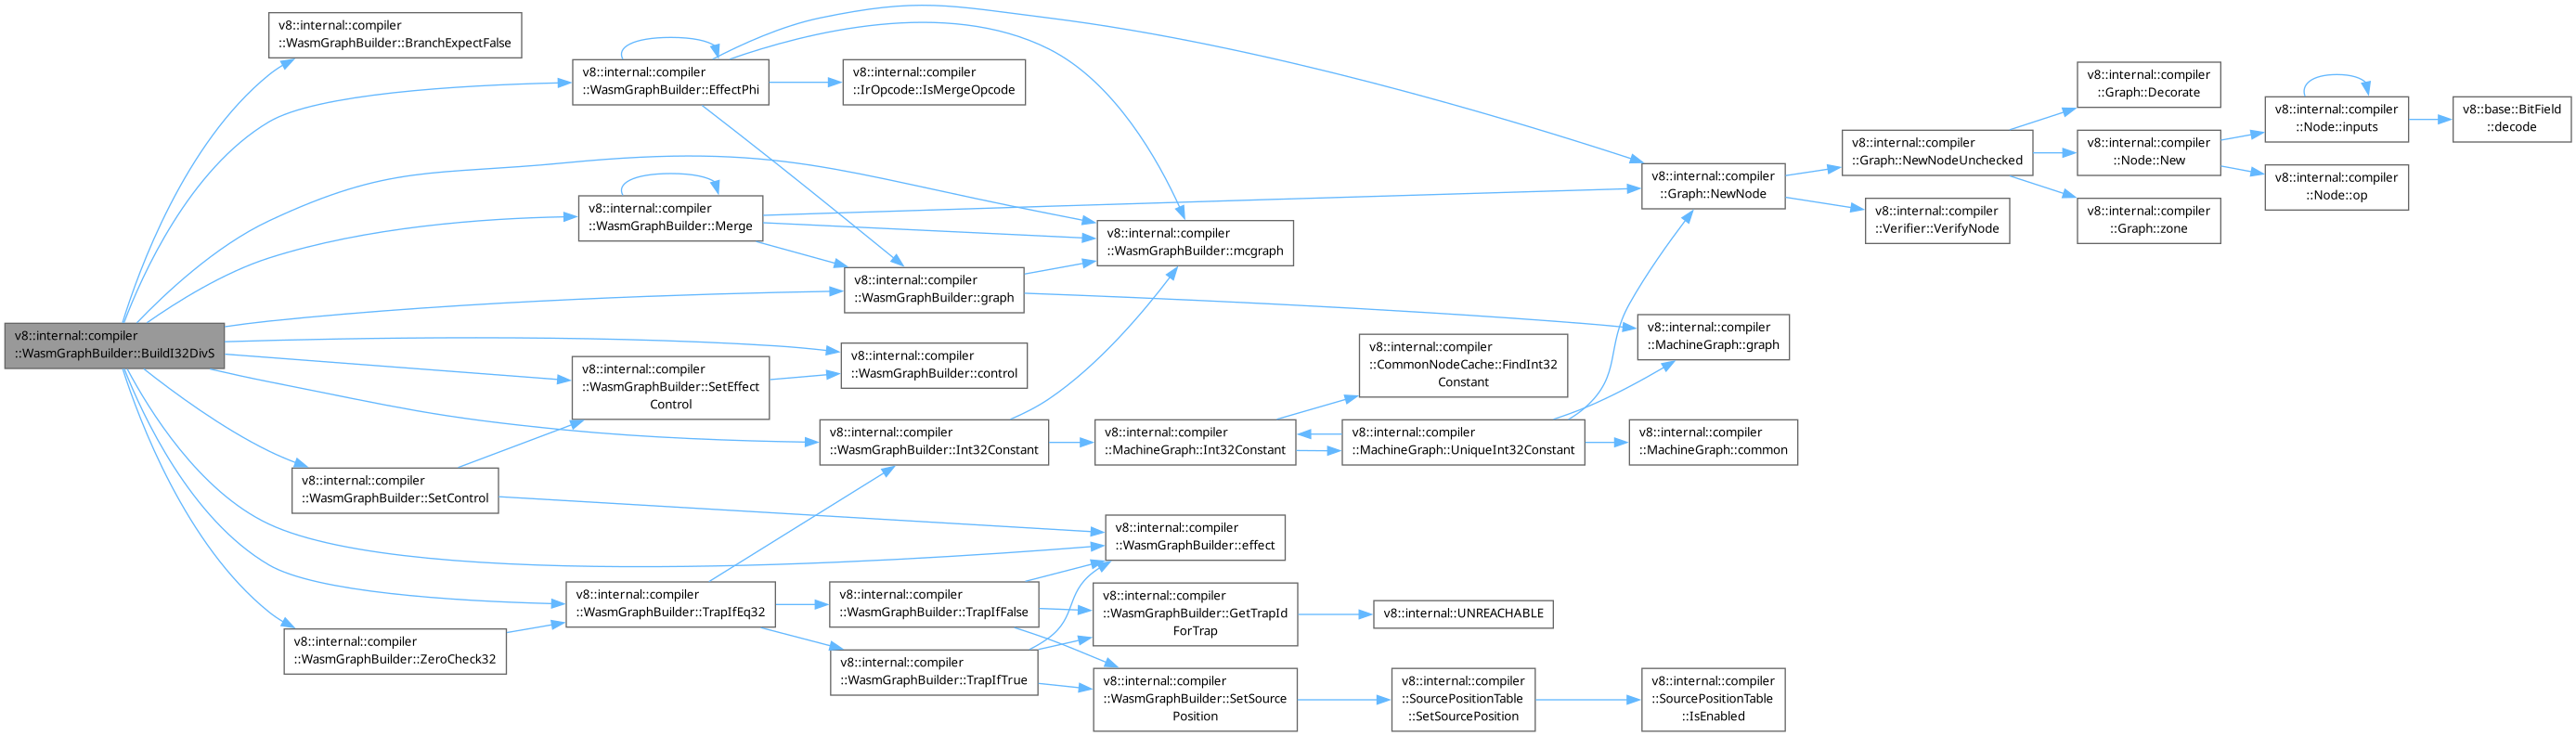 v8::internal::compiler
::WasmGraphBuilder::BuildI32DivS
v8::internal::compiler
::WasmGraphBuilder::BranchExpectFalse
v8::internal::compiler
::WasmGraphBuilder::EffectPhi
v8::internal::compiler
::IrOpcode::IsMergeOpcode
v8::internal::compiler
::WasmGraphBuilder::Merge
v8::internal::compiler
::WasmGraphBuilder::mcgraph
v8::internal::compiler
::WasmGraphBuilder::graph
v8::internal::compiler
::WasmGraphBuilder::control
v8::internal::compiler
::WasmGraphBuilder::SetEffect
Control
v8::internal::compiler
::WasmGraphBuilder::Int32Constant
v8::internal::compiler
::WasmGraphBuilder::SetControl
v8::internal::compiler
::WasmGraphBuilder::effect
v8::internal::compiler
::WasmGraphBuilder::TrapIfEq32
v8::internal::compiler
::WasmGraphBuilder::ZeroCheck32
v8::internal::compiler
::WasmGraphBuilder::TrapIfFalse
v8::internal::compiler
::WasmGraphBuilder::TrapIfTrue
v8::internal::compiler
::WasmGraphBuilder::GetTrapId
ForTrap
v8::internal::UNREACHABLE
v8::internal::compiler
::WasmGraphBuilder::SetSource
Position
v8::internal::compiler
::SourcePositionTable
::SetSourcePosition
v8::internal::compiler
::SourcePositionTable
::IsEnabled
v8::internal::compiler
::MachineGraph::Int32Constant
v8::internal::compiler
::CommonNodeCache::FindInt32
Constant
v8::internal::compiler
::MachineGraph::UniqueInt32Constant
v8::internal::compiler
::MachineGraph::graph
v8::internal::compiler
::MachineGraph::common
v8::internal::compiler
::Graph::NewNode
v8::internal::compiler
::Graph::NewNodeUnchecked
v8::internal::compiler
::Verifier::VerifyNode
v8::internal::compiler
::Graph::Decorate
v8::internal::compiler
::Node::New
v8::internal::compiler
::Graph::zone
v8::internal::compiler
::Node::inputs
v8::internal::compiler
::Node::op
v8::base::BitField
::decode